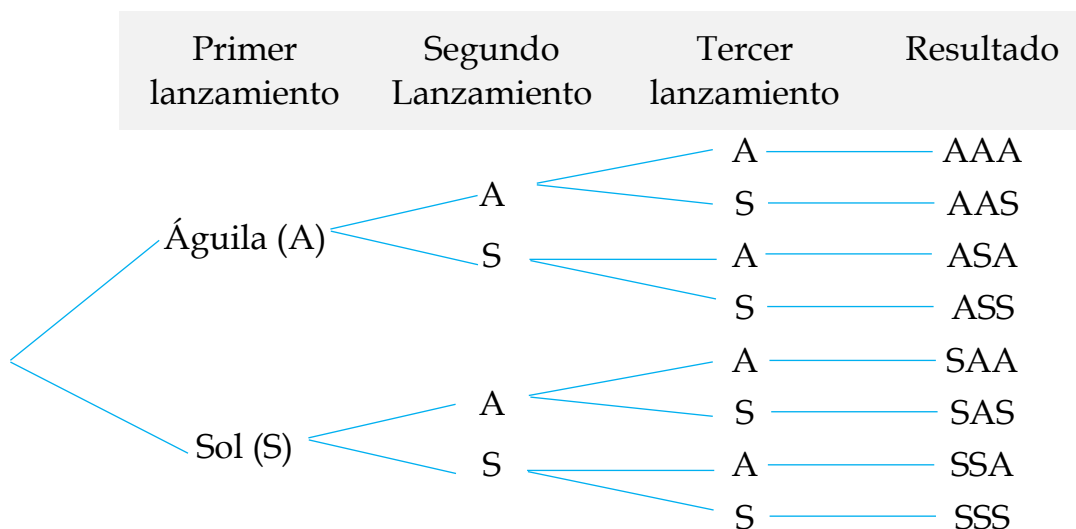 Primer Segundo Tercer Resultado
lanzamiento Lanzamiento lanzamiento
A AAA
A
S AAS
Águila (A)
S A ASA
S ASS
A SAA
A
S SAS
Sol (S)
S A SSA
S SSS